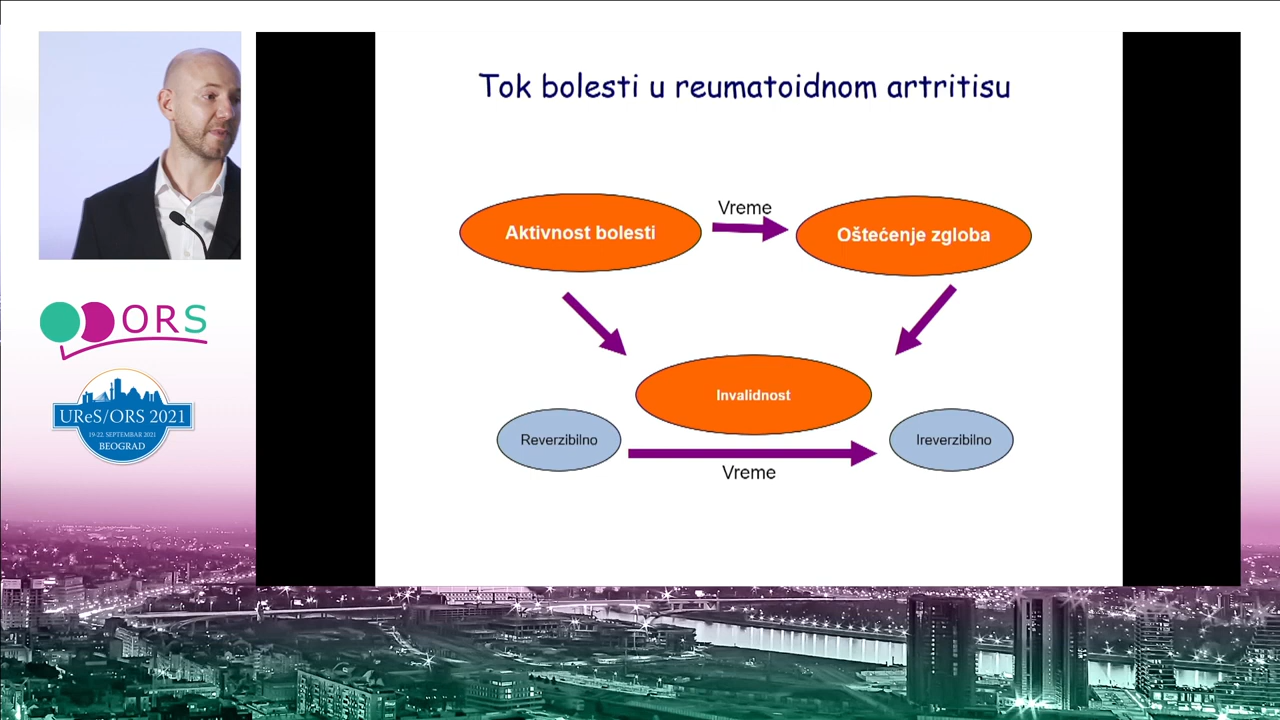 Tok bolesti u reumatoidnom artritisu
Vreme
Aktivnost bolesti
Oštećenje zgloba
Invalidnost
Reverzibilno
Ireverzibilno
Vreme
ORS
UReS/ORS 2021
19-22. SEPTEMBAR 2021
BEOGRAD